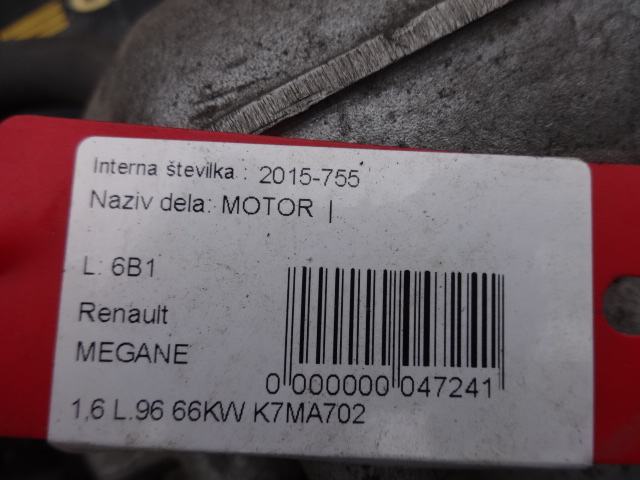 Interna številka : 2015-755
Naziv dela: MOTOR |
L: 6B1
Renault
MEGANE
0 000000 047241
1,6 L.96 66KW K7MA702